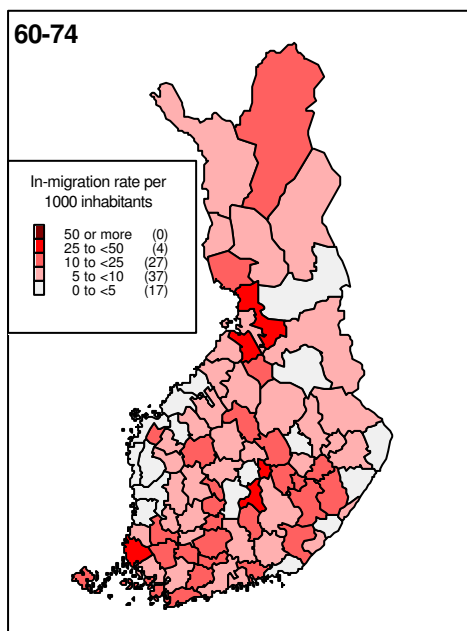 60-74
In-migration rate per
1000 inhabitants
50 or more (0)
25 to <50 (4)
10 to <25 (27)
5 to <10 (37)
0 to <5 (17)